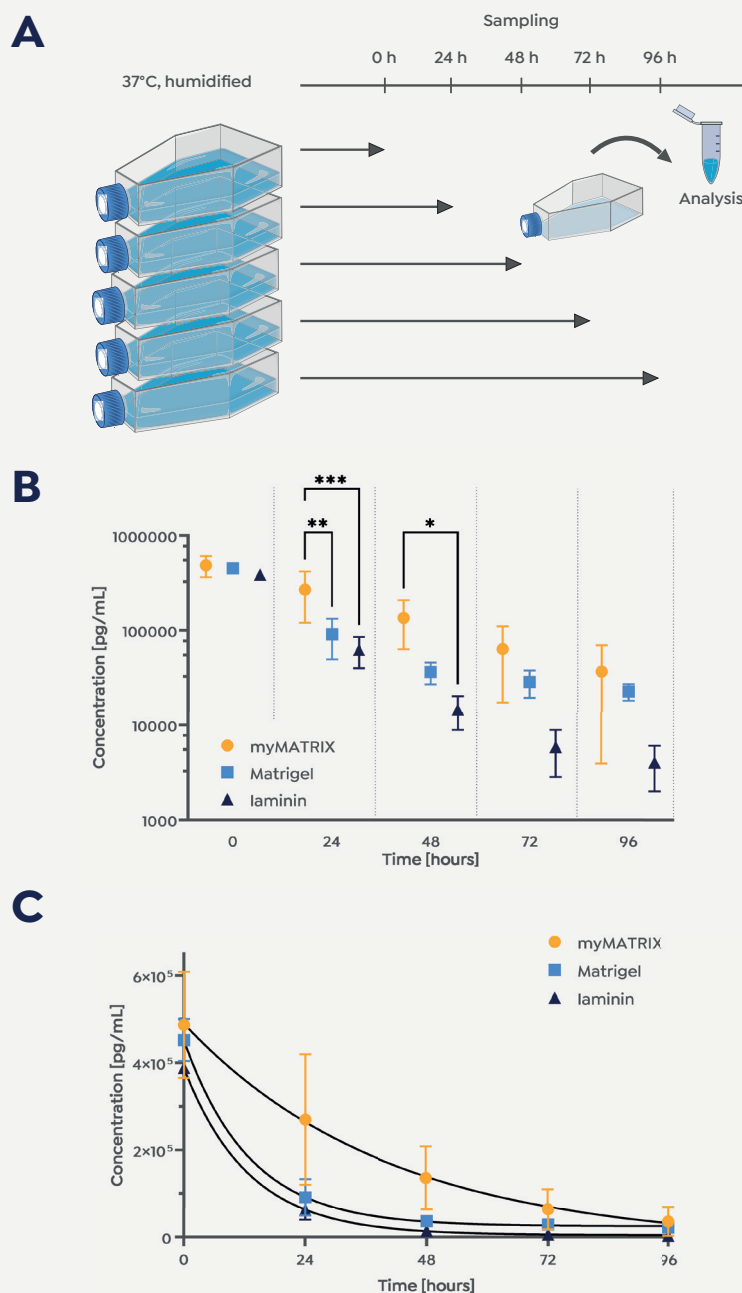 A
Sampling
0 h 24 h 48 h 72 h 96 h
37°C, humidified
Analysis
B
***
** *
Concentration [pg/mL]
1000000
100000
10000
1000
myMATRIX
Matrigel
laminin
0 24 48 72 96
Time [hours]
C
myMATRIX
Matrigel
laminin
Concentration [pg/mL]
6×10⁵
4×10⁵
2×10⁵
0
0 24 48 72 96
Time [hours]